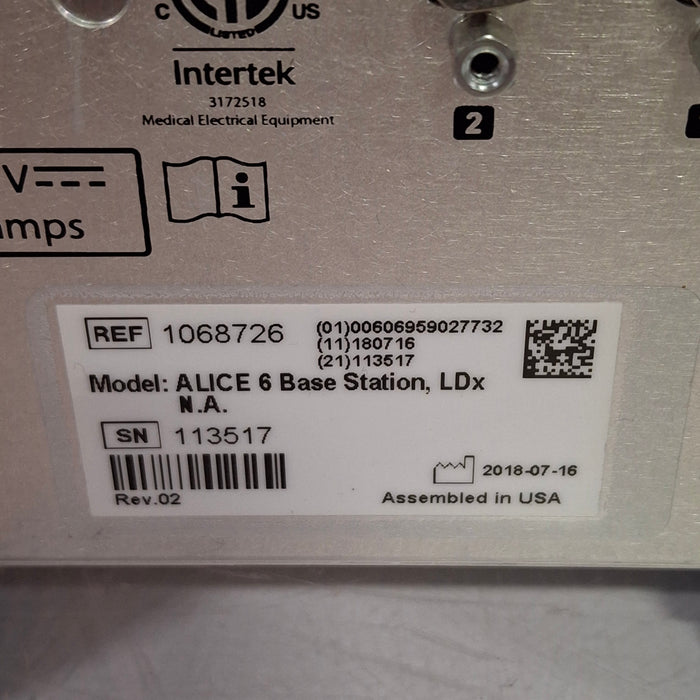 C US
LISTED
Intertek
3172518
Medical Electrical Equipment
2
V
mps
i
REF 1068726
(01)00606959027732
(11)180716
(21)113517
Model: ALICE 6 Base Station, LDx
N.A.
SN 113517
2018-07-16
Rev.02
Assembled in USA